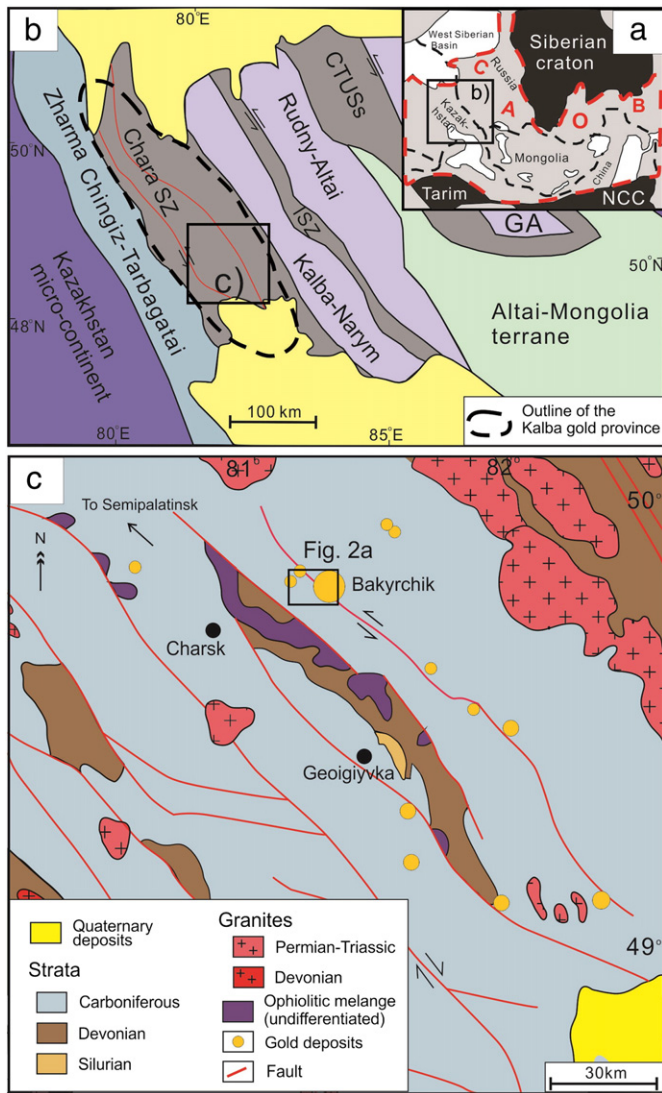 80°E
b
50°N
48°N
80°E
85°E
50°N
Zharma Chingiz-Tarbagatai
Chara SZ
Kazakhstan
micro-continent
CTUSs
Rudny-Altai
ISZ
Kalba-Narym
c)
GA
Altai-Mongolia
terrane
100 km
Outline of the
Kalba gold province
a
West Siberian
Basin
Siberian
craton
Russia
C
A
O
B
b)
Kazak-
hstan
Mongolia
China
Tarim
NCC
c
81°
82°
50°
To Semipalatinsk
N
Fig. 2a
Bakyrchik
Charsk
Geoigiyvka
49°
Quaternary
deposits
Strata
Carboniferous
Devonian
Silurian
Granites
Permian-Triassic
Devonian
Ophiolitic melange
(undifferentiated)
Gold deposits
Fault
30km